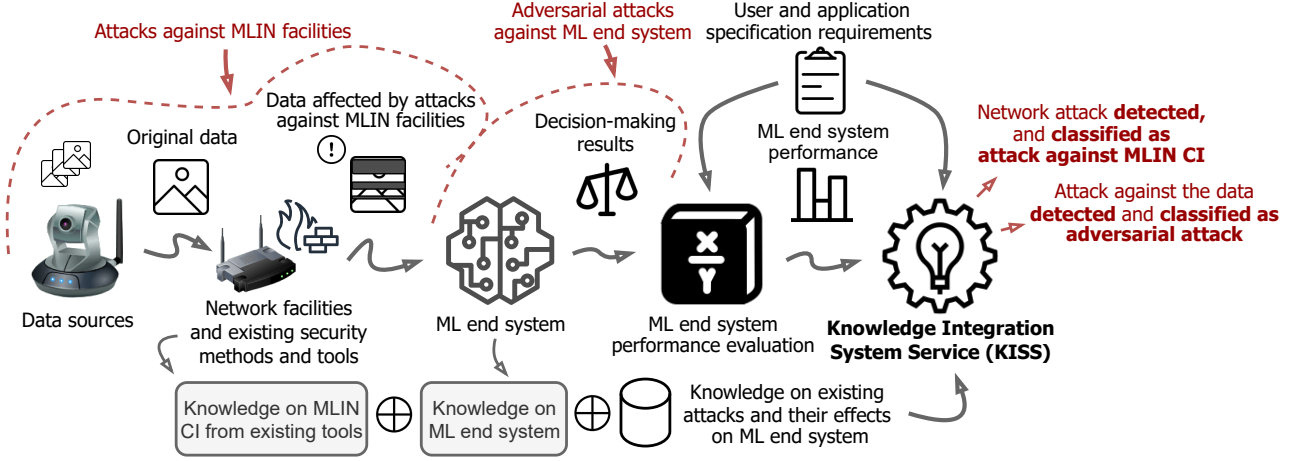 Attacks against MLIN facilities
Adversarial attacks
against ML end system
User and application
specification requirements
Data affected by attacks
against MLIN facilities
Original data
!
Decision-making
results
ML end system
performance
Network attack detected,
and classified as
attack against MLIN CI
Attack against the data
detected and classified as
adversarial attack
X
Y
Data sources
Network facilities
and existing security
methods and tools
ML end system
ML end system
performance evaluation
Knowledge Integration
System Service (KISS)
Knowledge on MLIN
CI from existing tools
Knowledge on
ML end system
Knowledge on existing
attacks and their effects
on ML end system